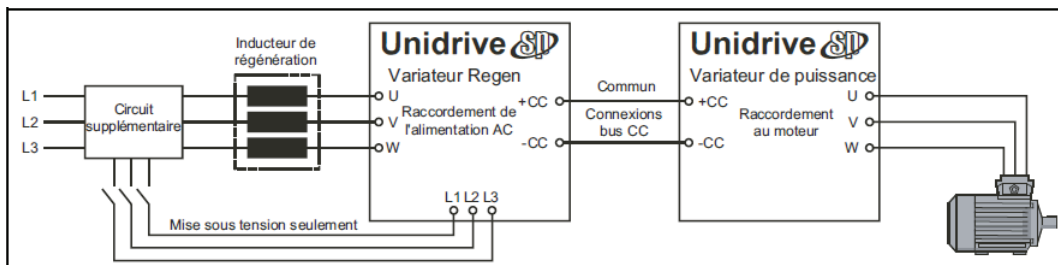 Inducteur de
régénération
L1
L2
L3
Circuit
supplémentaire
Mise sous tension seulement
Unidrive SP
Variateur Regen
U
V
W
Raccordement de
l'alimentation AC
+CC
-CC
L1 L2 L3
Commun
Connexions
bus CC
Unidrive SP
Variateur de puissance
+CC
-CC
Raccordement
au moteur
U
V
W